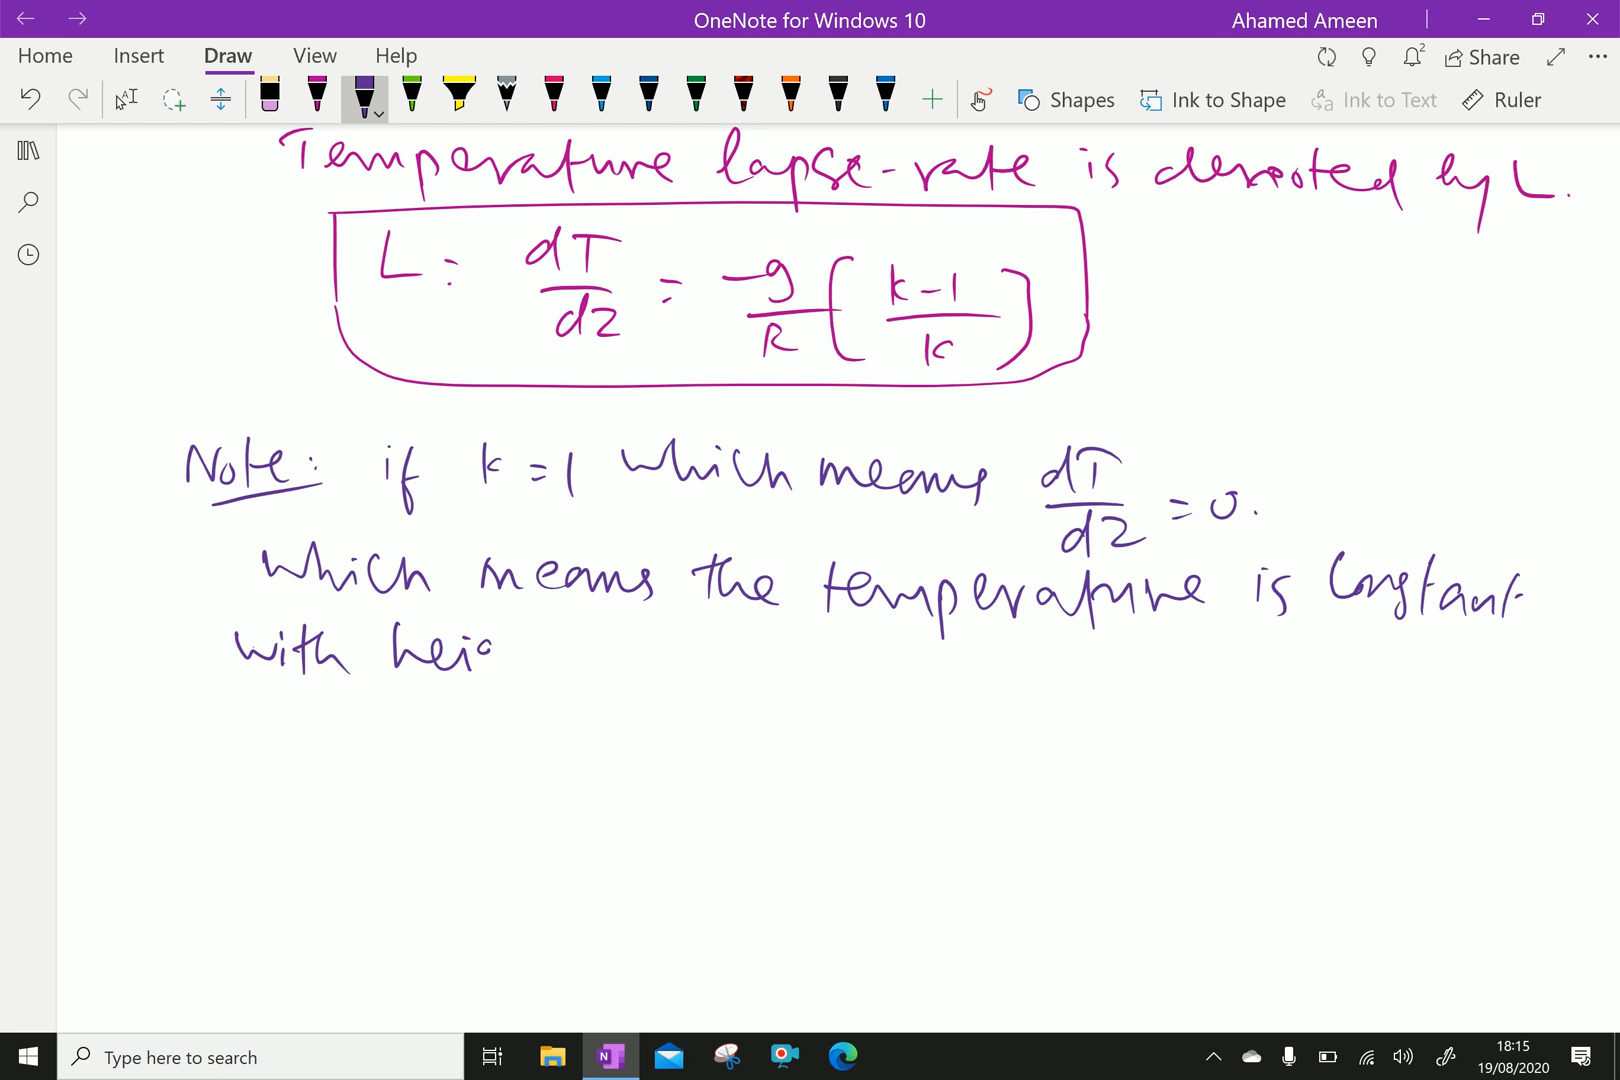 OneNote for Windows 10
Ahamed Ameen
Home Insert Draw View Help
2 Share
Shapes Ink to Shape Ink to Text Ruler
Temperature lapse-rate is denoted by L.
L = dT/dz = -g/R (k-1/k)
Note: if k=1 which means dT/dz = 0.
which means the temperature is constant
with heig
Type here to search
18:15
19/08/2020